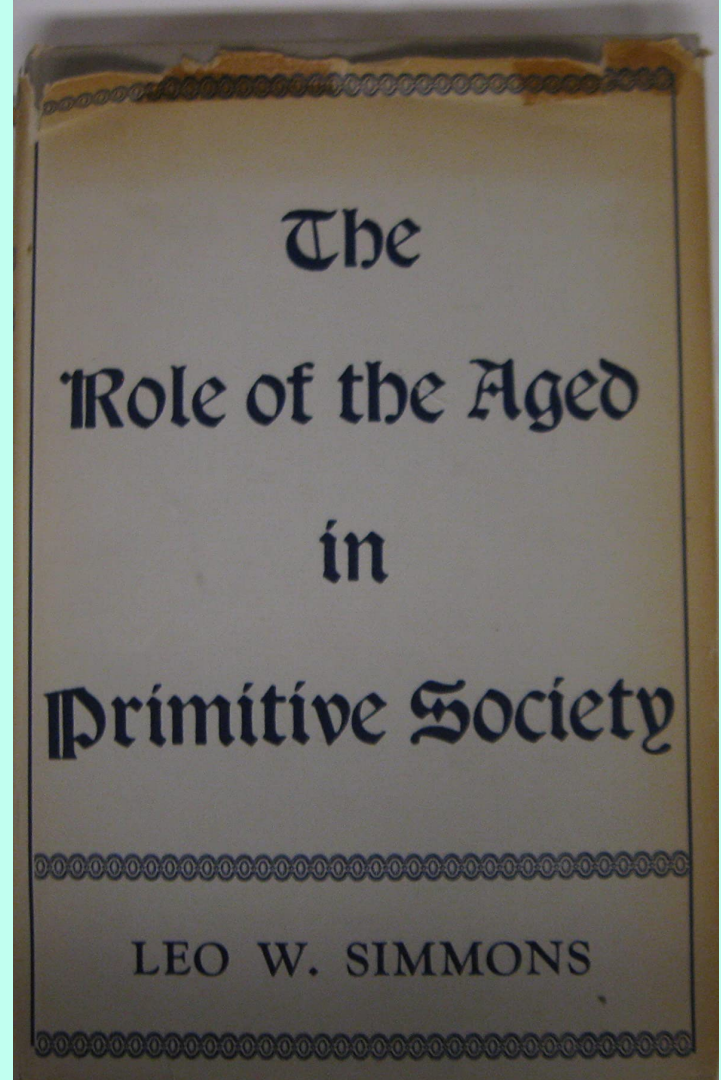 The
Role of the Aged
in
Primitive Society
LEO W. SIMMONS